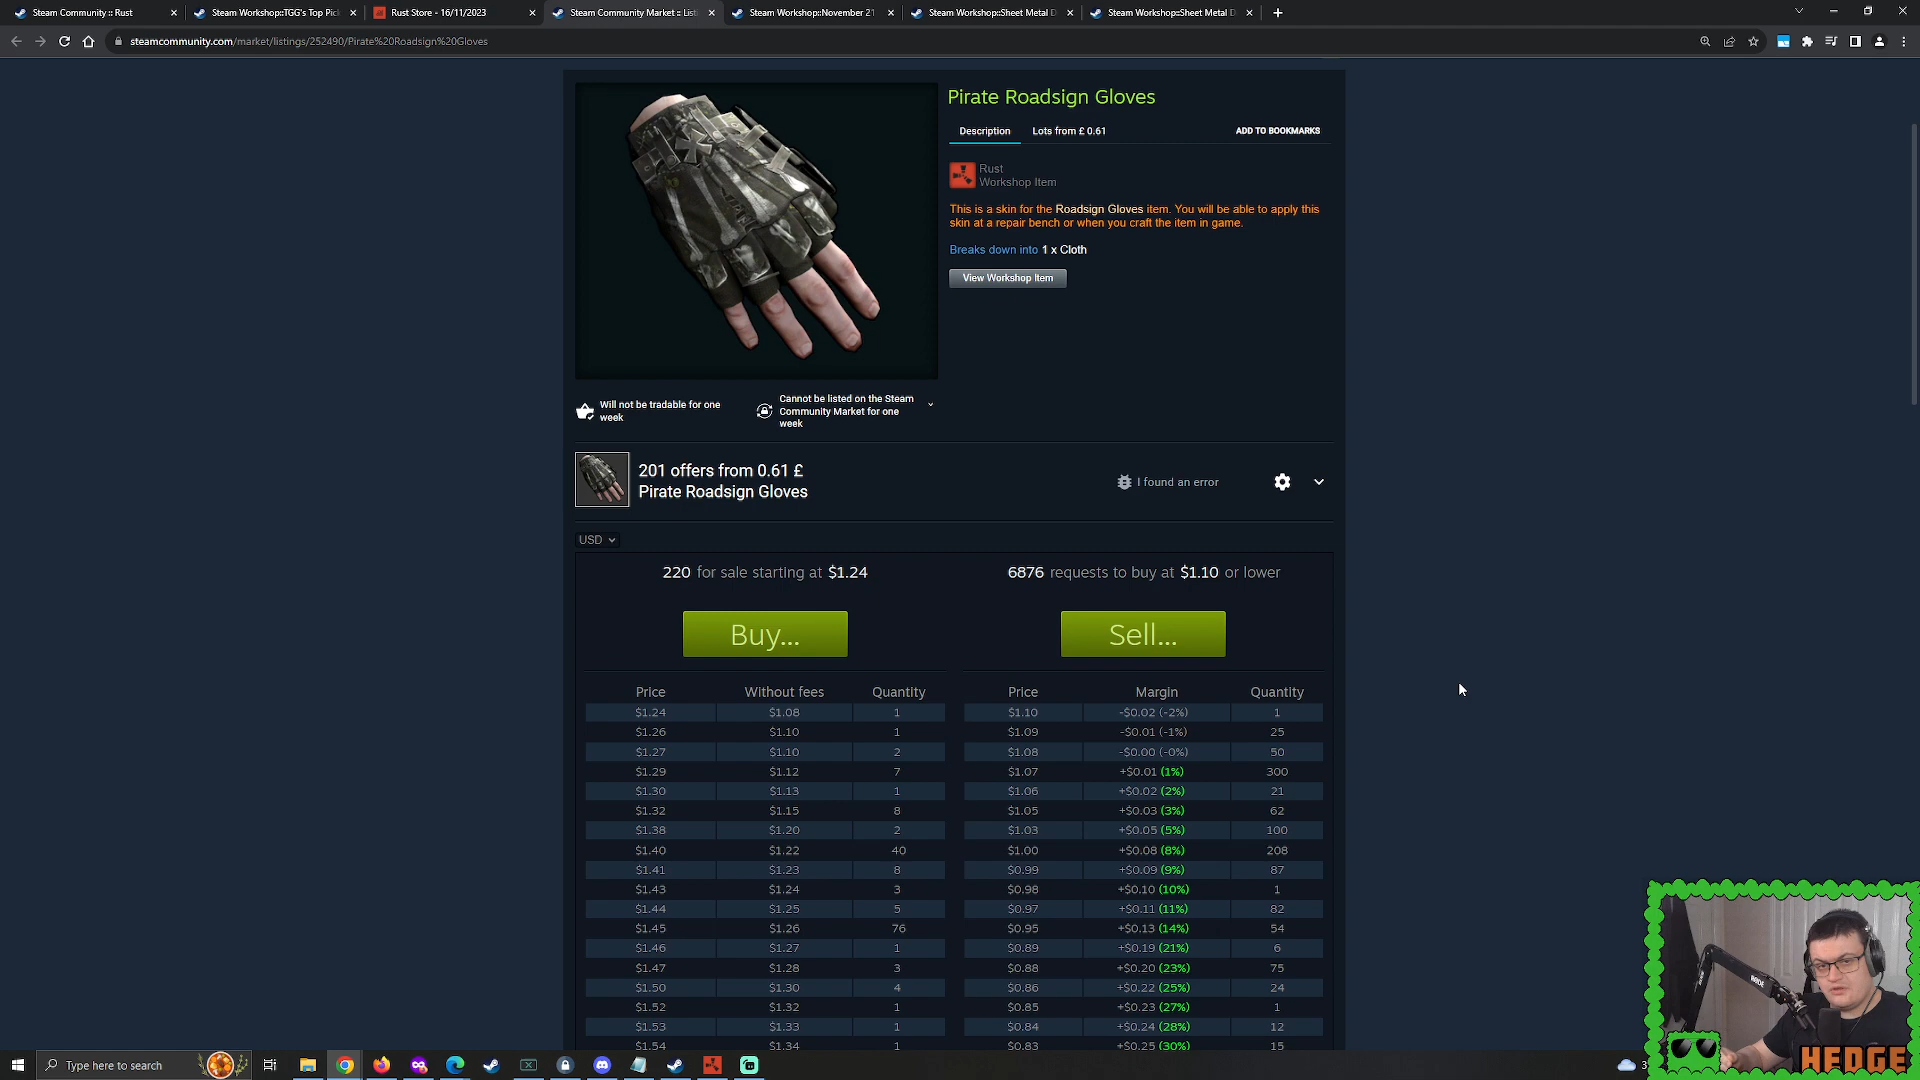 Steam Community :: Rust
Steam Workshop::TGG's Top Pick
Rust Store - 16/11/2023
Steam Community Market :: Listi
Steam Workshop::November 21
Steam Workshop::Sheet Metal D
Steam Workshop::Sheet Metal D
steamcommunity.com/market/listings/252490/Pirate%20Roadsign%20Gloves
Pirate Roadsign Gloves
Description
Lots from £ 0.61
ADD TO BOOKMARKS
Rust
Workshop Item
This is a skin for the Roadsign Gloves item. You will be able to apply this
skin at a repair bench or when you craft the item in game.
Breaks down into 1 x Cloth
View Workshop Item
Will not be tradable for one
week
Cannot be listed on the Steam
Community Market for one
week
201 offers from 0.61 £
Pirate Roadsign Gloves
I found an error
USD
220 for sale starting at $1.24
6876 requests to buy at $1.10 or lower
Buy...
Sell...
Price Without fees Quantity
Price Margin Quantity
$1.24 $1.08 1
$1.10 -$0.02 (-2%) 1
$1.26 $1.10 1
$1.09 -$0.01 (-1%) 25
$1.27 $1.10 2
$1.08 -$0.00 (-0%) 50
$1.29 $1.12 7
$1.07 +$0.01 (1%) 300
$1.30 $1.13 1
$1.06 +$0.02 (2%) 21
$1.32 $1.15 8
$1.05 +$0.03 (3%) 62
$1.38 $1.20 2
$1.03 +$0.05 (5%) 100
$1.40 $1.22 40
$1.00 +$0.08 (8%) 208
$1.41 $1.23 8
$0.99 +$0.09 (9%) 87
$1.43 $1.24 3
$0.98 +$0.10 (10%) 1
$1.44 $1.25 5
$0.97 +$0.11 (11%) 82
$1.45 $1.26 76
$0.95 +$0.13 (14%) 54
$1.46 $1.27 1
$0.89 +$0.19 (21%) 6
$1.47 $1.28 3
$0.88 +$0.20 (23%) 75
$1.50 $1.30 4
$0.86 +$0.22 (25%) 24
$1.52 $1.32 1
$0.85 +$0.23 (27%) 1
$1.53 $1.33 1
$0.84 +$0.24 (28%) 12
$1.54 $1.34 1
$0.83 +$0.25 (30%) 15
Type here to search
HEDGE